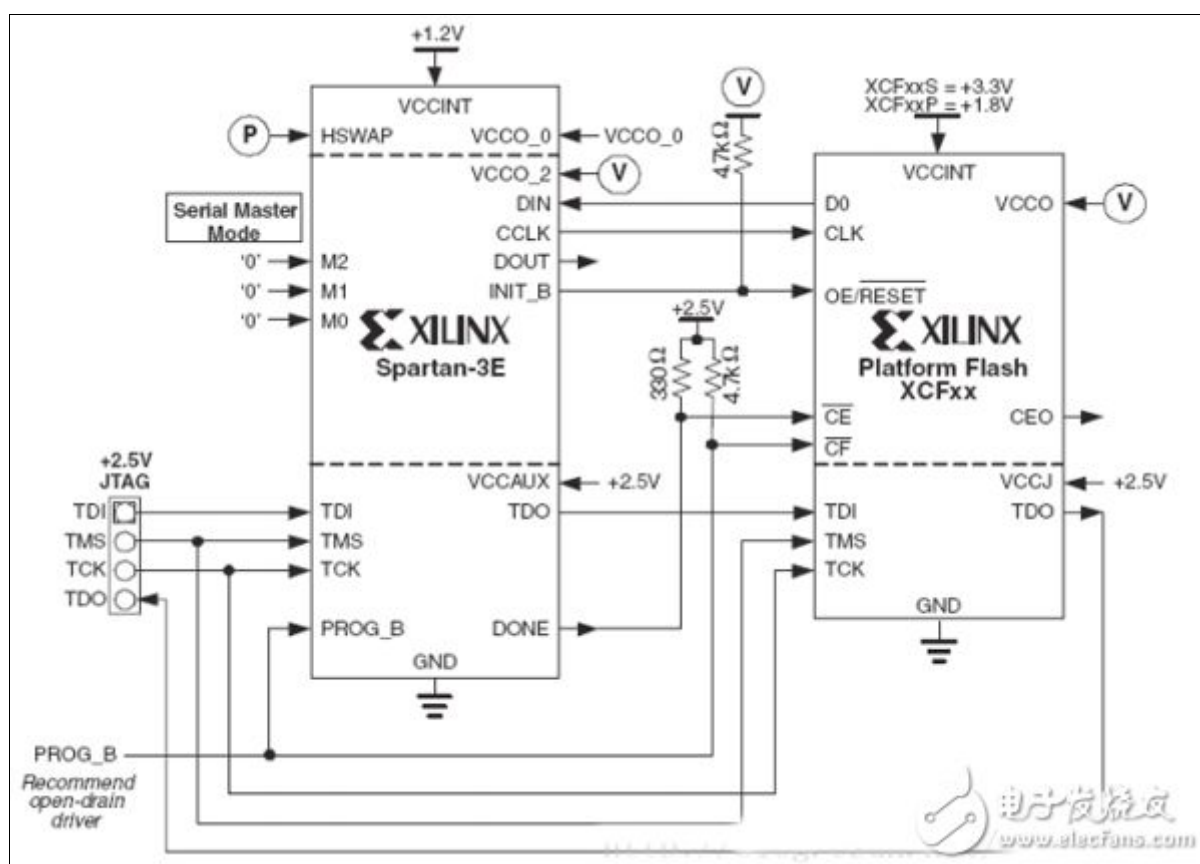 +1.2V
VCCINT
P
HSWAP
VCCO_0
VCCO_0
VCCO_2
V
Serial Master
Mode
DIN
CCLK
'0'
M2
DOUT
'0'
M1
INIT_B
'0'
M0
XILINX
Spartan-3E
V
4.7kΩ
XCFxxS = +3.3V
XCFxxP = +1.8V
VCCINT
D0
VCCO
V
CLK
OE/RESET
XILINX
Platform Flash
XCFxx
+2.5V
330Ω
4.7kΩ
CE
CEO
CF
+2.5V
JTAG
TDI
TMS
TCK
TDO
VCCAUX
+2.5V
TDI
TDO
TMS
TCK
PROG_B
DONE
GND
VCCJ
+2.5V
TDI
TDO
TMS
TCK
GND
PROG_B
Recommend
open-drain
driver
电子发烧友
www.elecfans.com